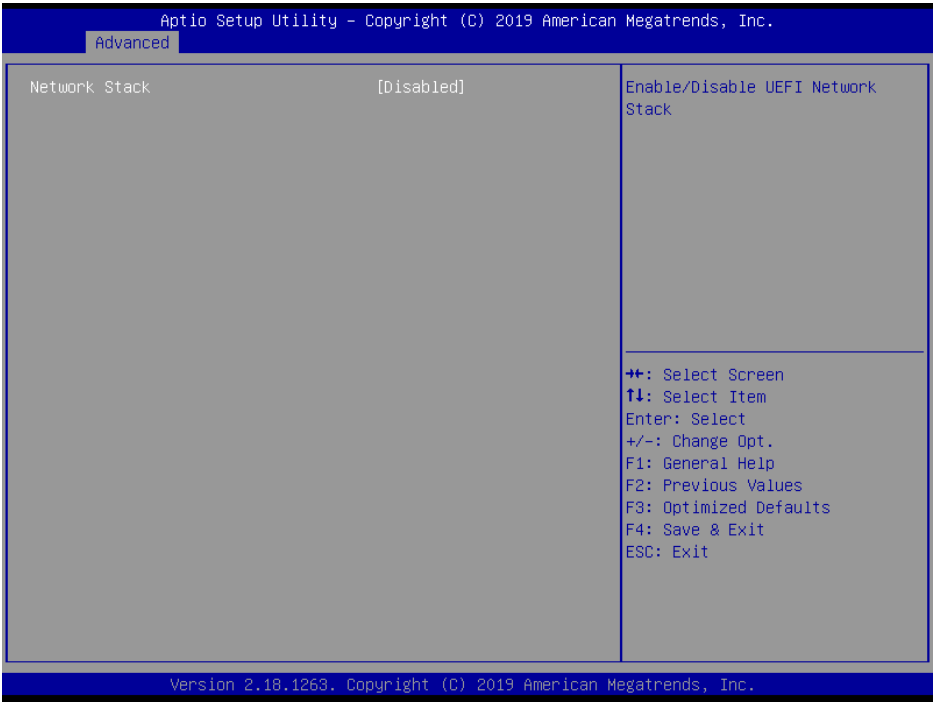 Aptio Setup Utility – Copyright (C) 2019 American Megatrends, Inc.
Advanced
Network Stack [Disabled]
Enable/Disable UEFI Network
Stack
→←: Select Screen
↑↓: Select Item
Enter: Select
+/-: Change Opt.
F1: General Help
F2: Previous Values
F3: Optimized Defaults
F4: Save & Exit
ESC: Exit
Version 2.18.1263. Copyright (C) 2019 American Megatrends, Inc.